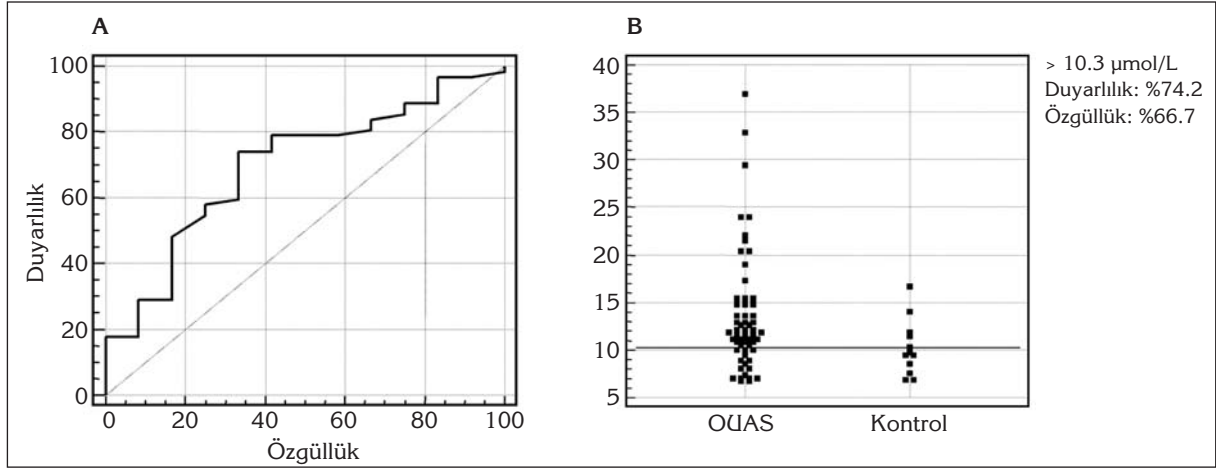 A
Duyarlılık
100
80
60
40
20
0
0 20 40 60 80 100
Özgüllük
B
40
35
30
25
20
15
10
5
OUAS Kontrol
> 10.3 µmol/L
Duyarlılık: %74.2
Özgüllük: %66.7